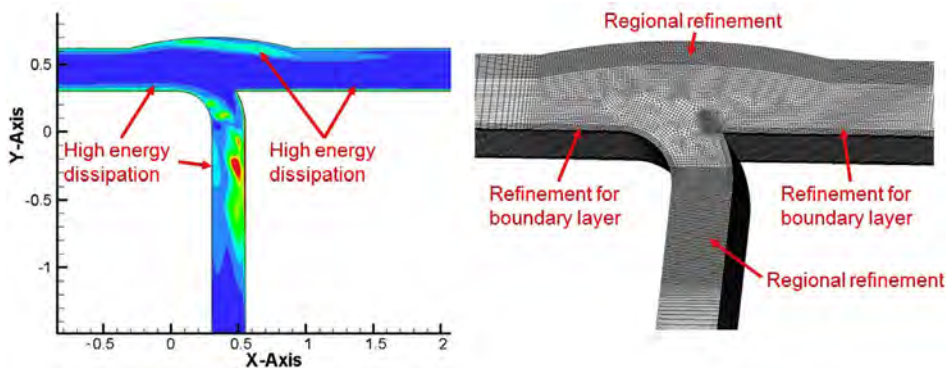 Regional refinement
0.5
0
-0.5
-1
Y-Axis
High energy
dissipation
High energy
dissipation
-0.5
0
0.5
1
1.5
2
X-Axis
Refinement for
boundary layer
Refinement for
boundary layer
Regional refinement